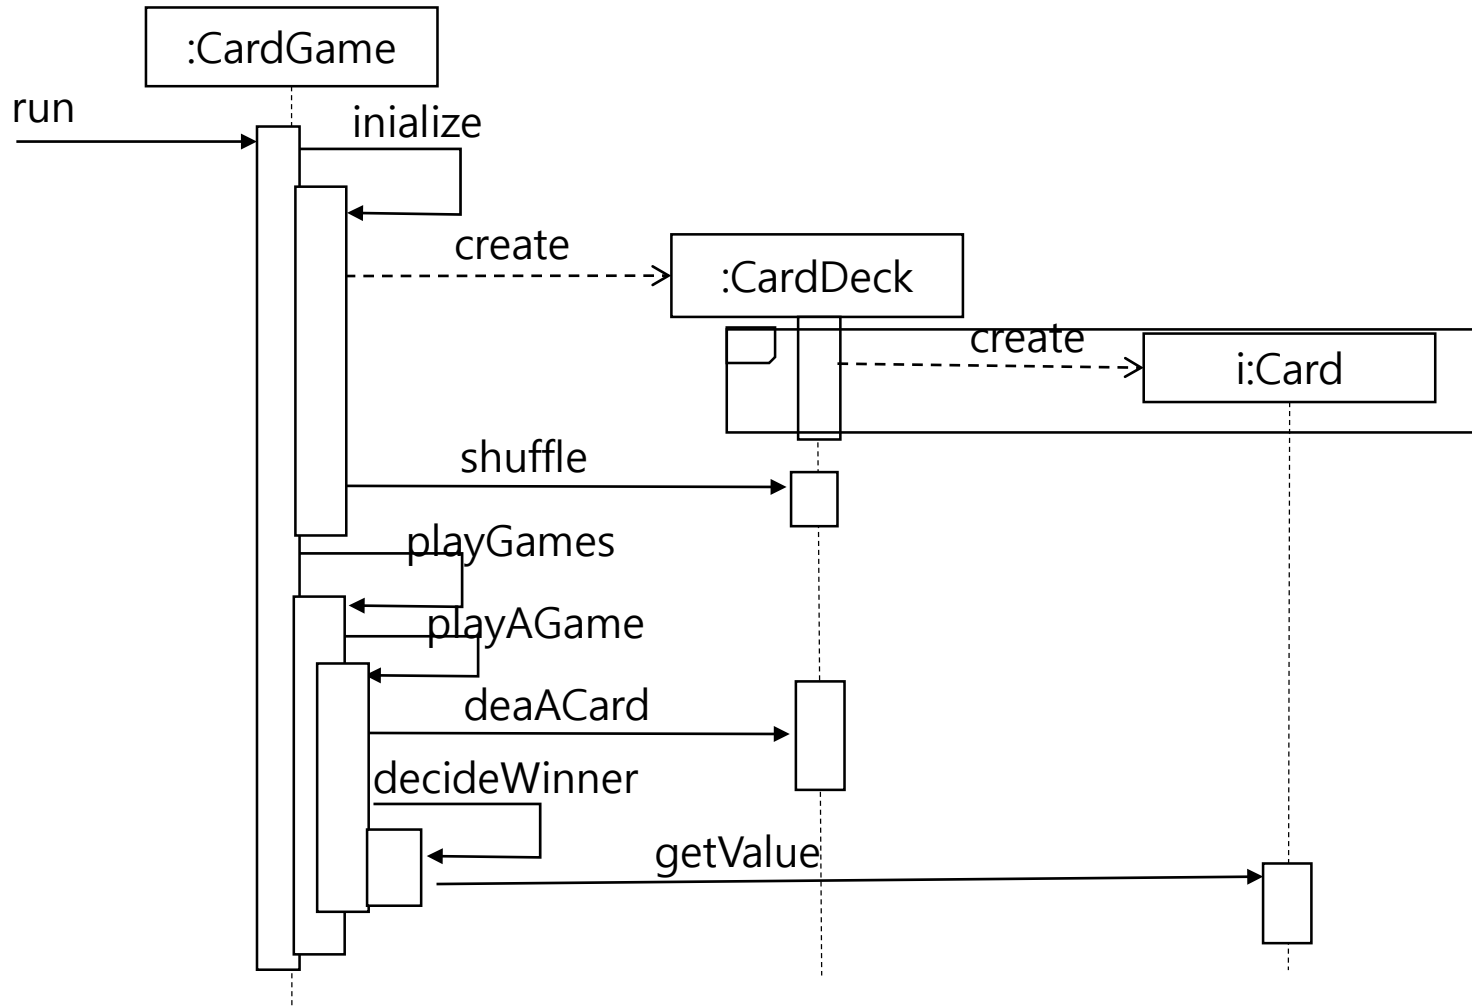 :CardGame
run
inialize
create
:CardDeck
create
i:Card
shuffle
playGames
playAGame
deaACard
decideWinner
getValue